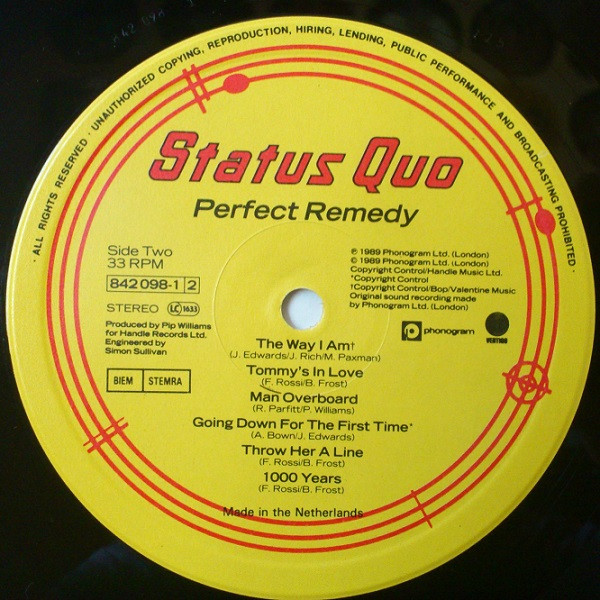 · ALL RIGHTS RESERVED · UNAUTHORIZED COPYING, REPRODUCTION, HIRING, LENDING, PUBLIC PERFORMANCE AND BROADCASTING PROHIBITED ·
Status Quo
Perfect Remedy
Side Two
33 RPM
842 098-1 2
STEREO LC 1633
Produced by Pip Williams
for Handle Records Ltd.
Engineered by
Simon Sullivan
BIEM STEMRA
℗ 1989 Phonogram Ltd. (London)
© 1989 Phonogram Ltd. (London)
Copyright Control/Handle Music Ltd.
*Copyright Control
†Copyright Control/Bop/Valentine Music
Original sound recording made
by Phonogram Ltd. (London)
phonogram
VERTIGO
The Way I Am†
(J. Edwards/J. Rich/M. Paxman)
Tommy's In Love
(F. Rossi/B. Frost)
Man Overboard
(R. Parfitt/P. Williams)
Going Down For The First Time*
(A. Bown/J. Edwards)
Throw Her A Line
(F. Rossi/B. Frost)
1000 Years
(F. Rossi/B. Frost)
Made in the Netherlands